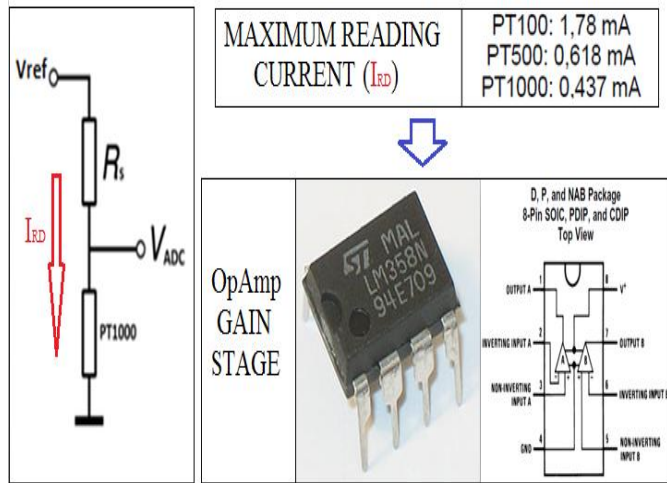 Vref
Rs
IRD
VADC
PT1000
MAXIMUM READING
CURRENT (IRD)
PT100: 1,78 mA
PT500: 0,618 mA
PT1000: 0,437 mA
OpAmp
GAIN
STAGE
ST MAL
LM358N
94E709
D, P, and NAB Package
8-Pin SOIC, PDIP, and CDIP
Top View
1
OUTPUT A
8
V+
2
INVERTING INPUT A
7
OUTPUT B
A
B
3
NON-INVERTING
INPUT A
6
INVERTING INPUT B
4
GND
5
NON-INVERTING
INPUT B